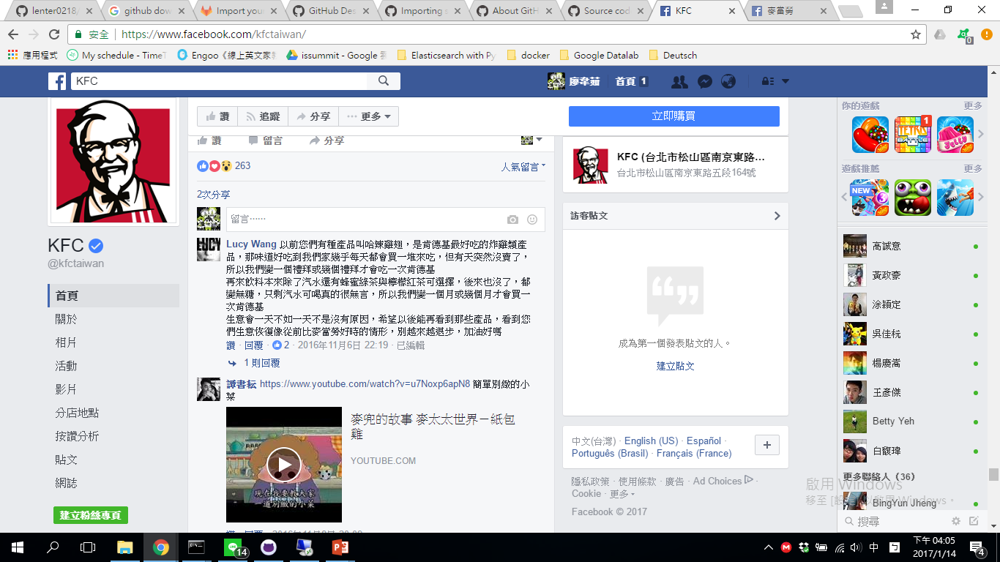 lenter0218/
github dow
Import you
GitHub Des
Importing s
About GitH
Source coo
KFC
麥當勞
安全 https://www.facebook.com/kfctaiwan/
應用程式
My schedule - TimeT
Engoo《線上英文家
issummit - Google 雲
Elasticsearch with Py
docker
Google Datalab
Deutsch
0
KFC
廖韋茹
首頁 1
讚
追蹤
分享
更多
立即購買
讚 留言 分享
263
人氣留言
2次分享
留言……
Lucy Wang 以前您們有種產品叫哈辣雞翅，是肯德基最好吃的炸雞類產
品，那味道好吃到我們家幾乎每天都會買一堆來吃，但有天突然沒賣了，
所以我們變一個禮拜或幾個禮拜才會吃一次肯德基
再來飲料本來除了汽水還有蜂蜜綠茶與檸檬紅茶可選擇，後來也沒了，都
變無糖，只剩汽水可喝真的很無言，所以我們變一個月或幾個月才會買一
次肯德基
生意會一天不如一天不是沒有原因，希望以後能再看到那些產品，看到您
們生意恢復像從前比麥當勞好時的情形，別越來越退步，加油好嗎
讚 · 回覆 · 2 · 2016年11月6日 22:19 · 已編輯
1 則回覆
譚書耘 https://www.youtube.com/watch?v=u7Noxp6apN8 簡單別緻的小
菜
麥兜的故事 麥太太世界－紙包
雞
YOUTUBE.COM
現在我要教大家
一道別緻的小菜
LUCY
KFC
@kfctaiwan
首頁
關於
相片
活動
影片
分店地點
按讚分析
貼文
網誌
建立粉絲專頁
KFC (台北市松山區南京東路...
台北市松山區南京東路五段164號
訪客貼文
成為第一個發表貼文的人。
建立貼文
中文(台灣) · English (US) · Español ·
Português (Brasil) · Français (France)
隱私政策 · 使用條款 · 廣告 · Ad Choices ·
Cookie · 更多
Facebook © 2017
你的遊戲 更多
TETRIS
BATTLE
1
JELLY
遊戲推薦 更多
NEW
高誠意
黃政豪
涂穎定
吳佳秐
楊慶嵩
王彥傑
Betty Yeh
白馥瑋
更多聯絡人（36）
BingYun Jheng
搜尋
啟用 Windows
14
中
下午 04:05
2017/1/14
4